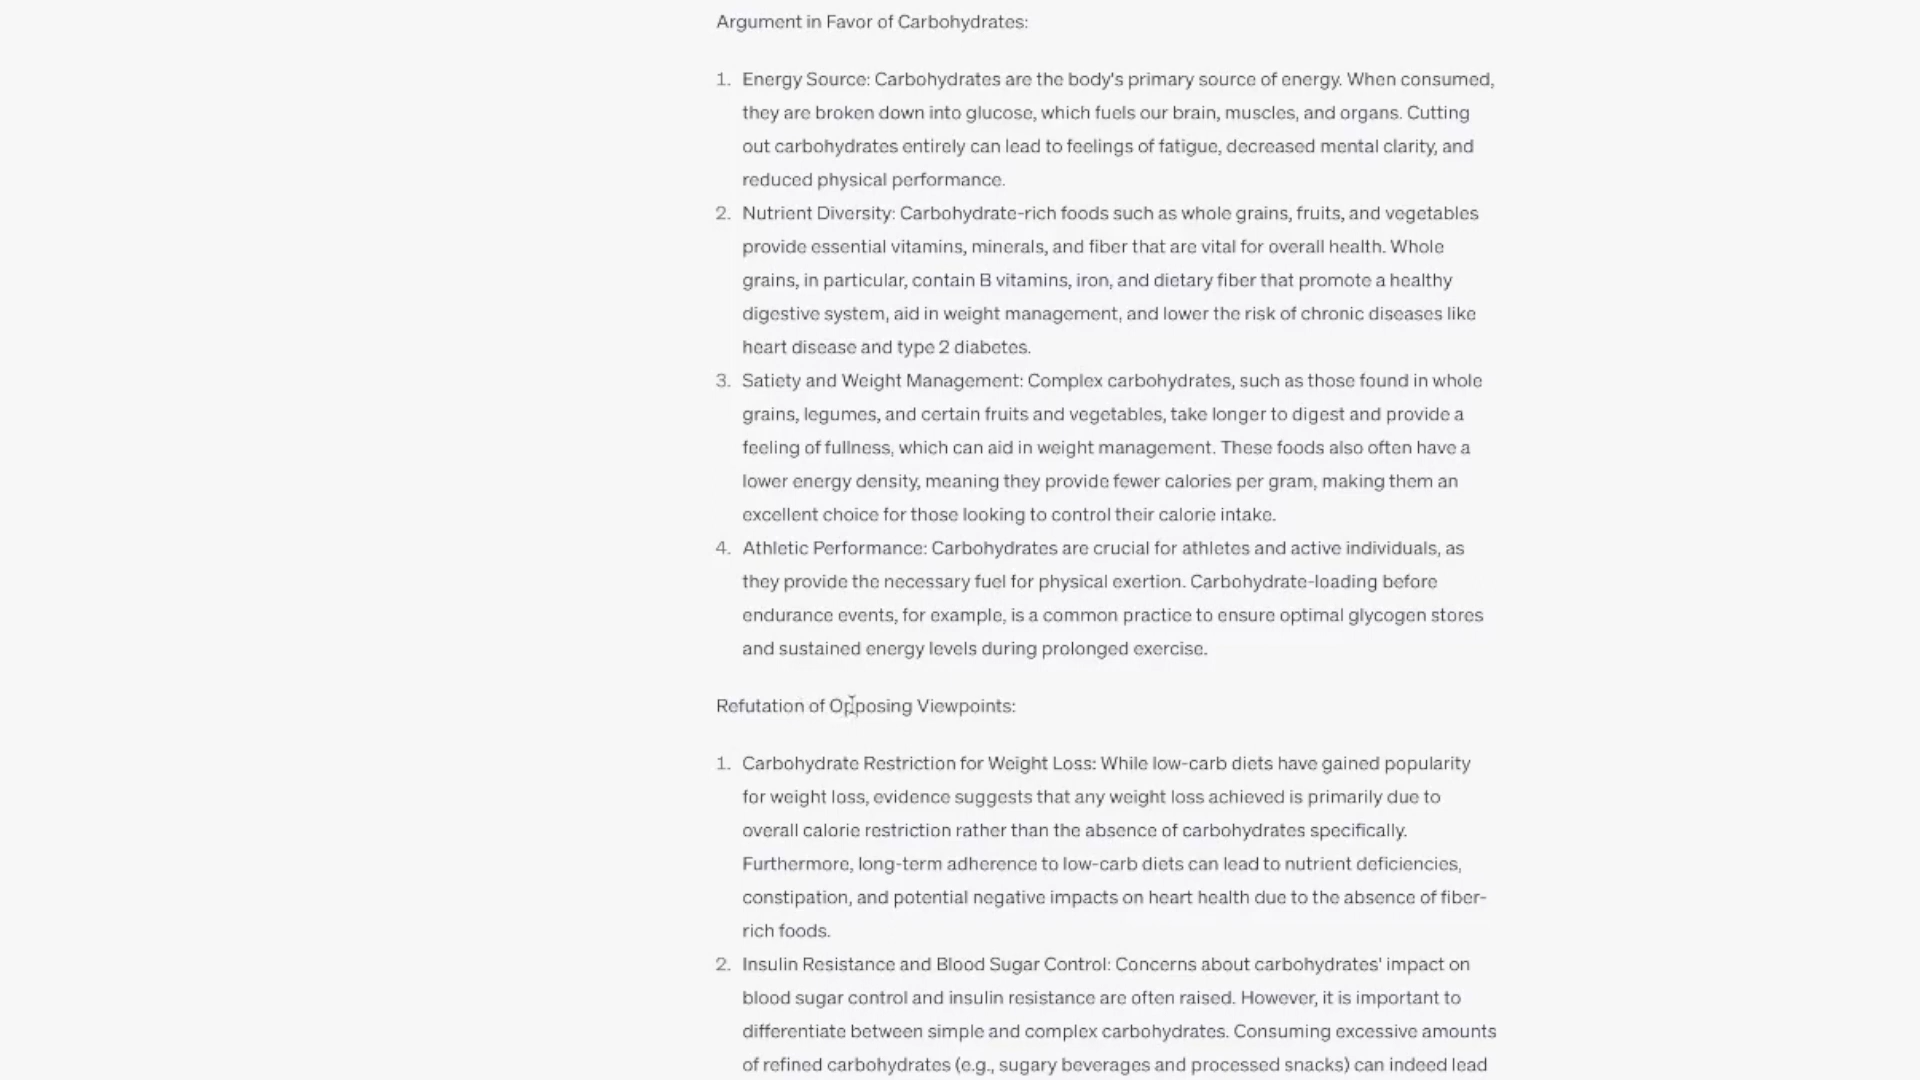 Argument in Favor of Carbohydrates:
1. Energy Source: Carbohydrates are the body's primary source of energy. When consumed,
they are broken down into glucose, which fuels our brain, muscles, and organs. Cutting
out carbohydrates entirely can lead to feelings of fatigue, decreased mental clarity, and
reduced physical performance.
2. Nutrient Diversity: Carbohydrate-rich foods such as whole grains, fruits, and vegetables
provide essential vitamins, minerals, and fiber that are vital for overall health. Whole
grains, in particular, contain B vitamins, iron, and dietary fiber that promote a healthy
digestive system, aid in weight management, and lower the risk of chronic diseases like
heart disease and type 2 diabetes.
3. Satiety and Weight Management: Complex carbohydrates, such as those found in whole
grains, legumes, and certain fruits and vegetables, take longer to digest and provide a
feeling of fullness, which can aid in weight management. These foods also often have a
lower energy density, meaning they provide fewer calories per gram, making them an
excellent choice for those looking to control their calorie intake.
4. Athletic Performance: Carbohydrates are crucial for athletes and active individuals, as
they provide the necessary fuel for physical exertion. Carbohydrate-loading before
endurance events, for example, is a common practice to ensure optimal glycogen stores
and sustained energy levels during prolonged exercise.
Refutation of Opposing Viewpoints:
1. Carbohydrate Restriction for Weight Loss: While low-carb diets have gained popularity
for weight loss, evidence suggests that any weight loss achieved is primarily due to
overall calorie restriction rather than the absence of carbohydrates specifically.
Furthermore, long-term adherence to low-carb diets can lead to nutrient deficiencies,
constipation, and potential negative impacts on heart health due to the absence of fiber-
rich foods.
2. Insulin Resistance and Blood Sugar Control: Concerns about carbohydrates' impact on
blood sugar control and insulin resistance are often raised. However, it is important to
differentiate between simple and complex carbohydrates. Consuming excessive amounts
of refined carbohydrates (e.g., sugary beverages and processed snacks) can indeed lead